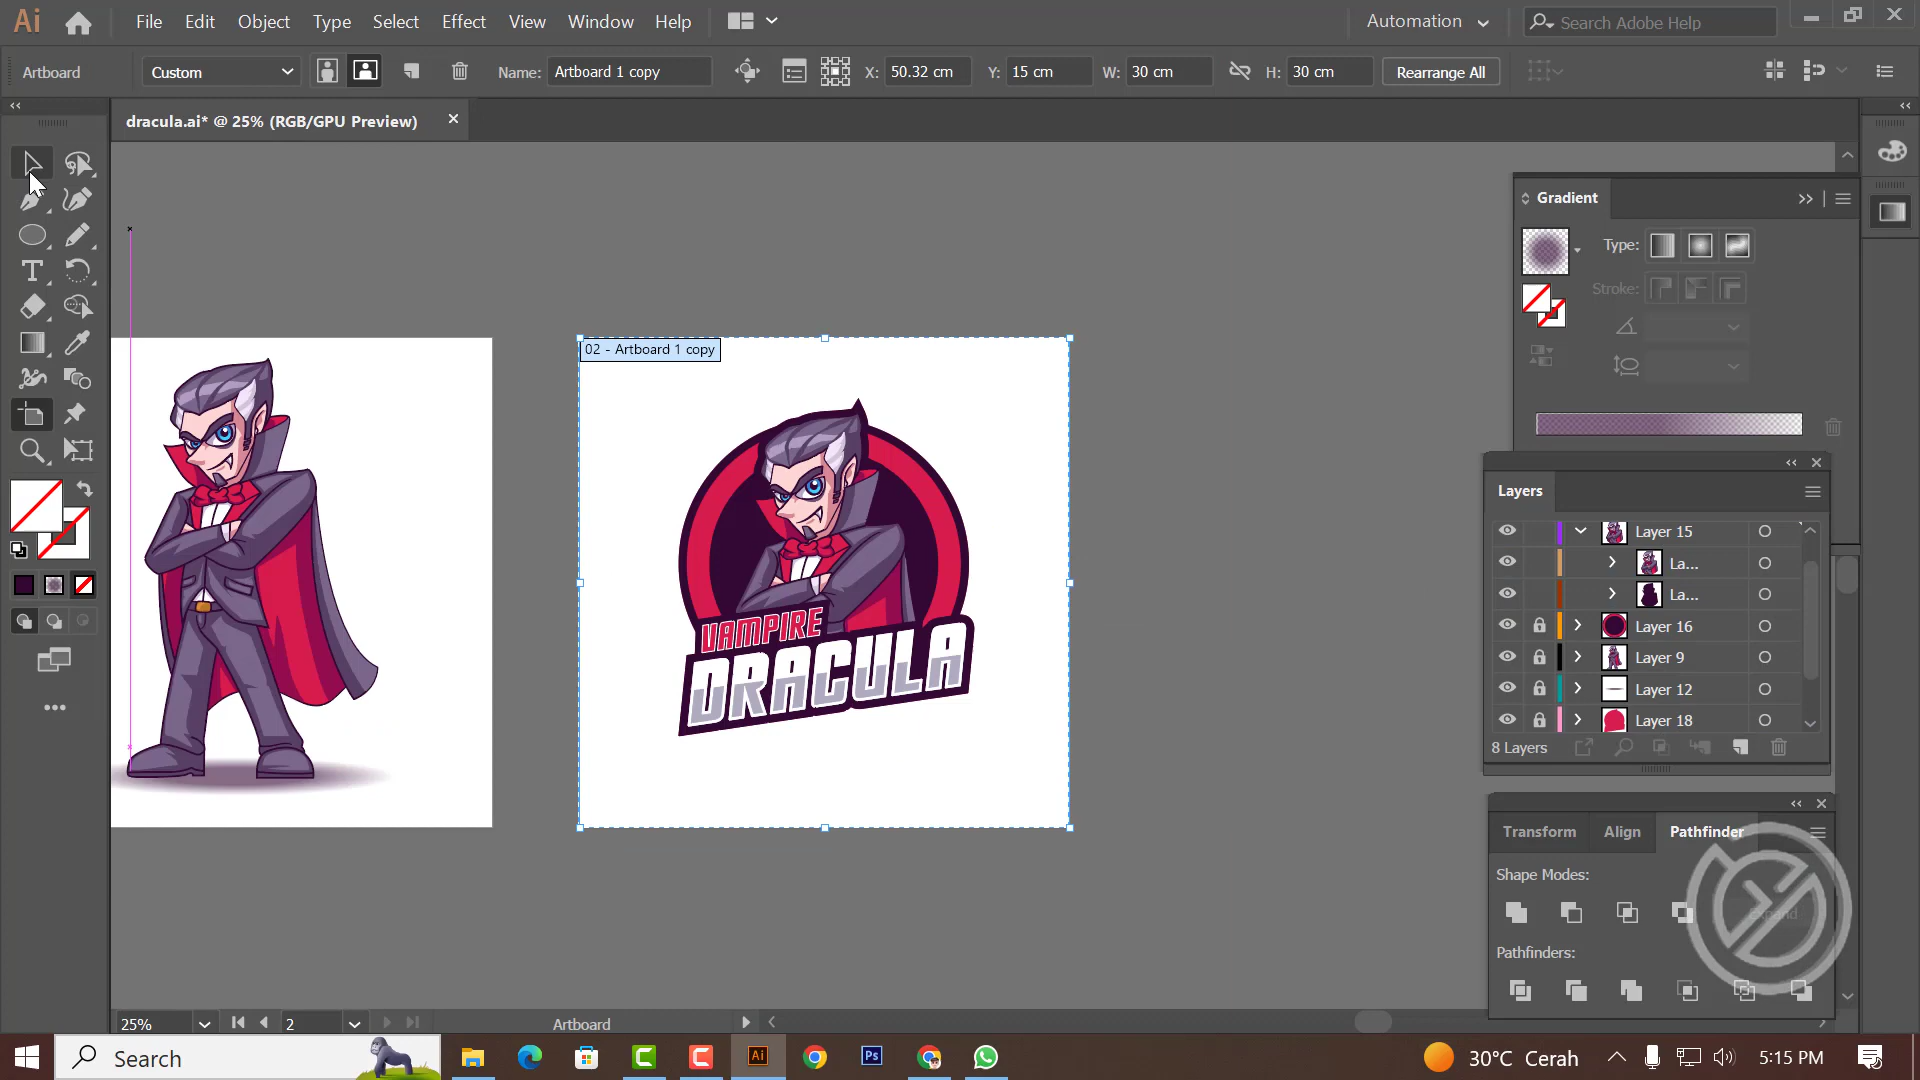 Ai File Edit Object Type Select Effect View Window Help Automation Search Adobe Help
Artboard Custom Name: Artboard 1 copy X: 50.32 cm Y: 15 cm W: 30 cm H: 30 cm Rearrange All
dracula.ai* @ 25% (RGB/GPU Preview)
Gradient
Type:
Stroke:
02 - Artboard 1 copy
VAMPIRE
DRACULA
Layers
Layer 15
La...
La...
Layer 16
Layer 9
Layer 12
Layer 18
8 Layers
Transform Align Pathfinder
Shape Modes:
Expand
Pathfinders:
25% 2 Artboard
Search Ai Ps 30°C Cerah 5:15 PM